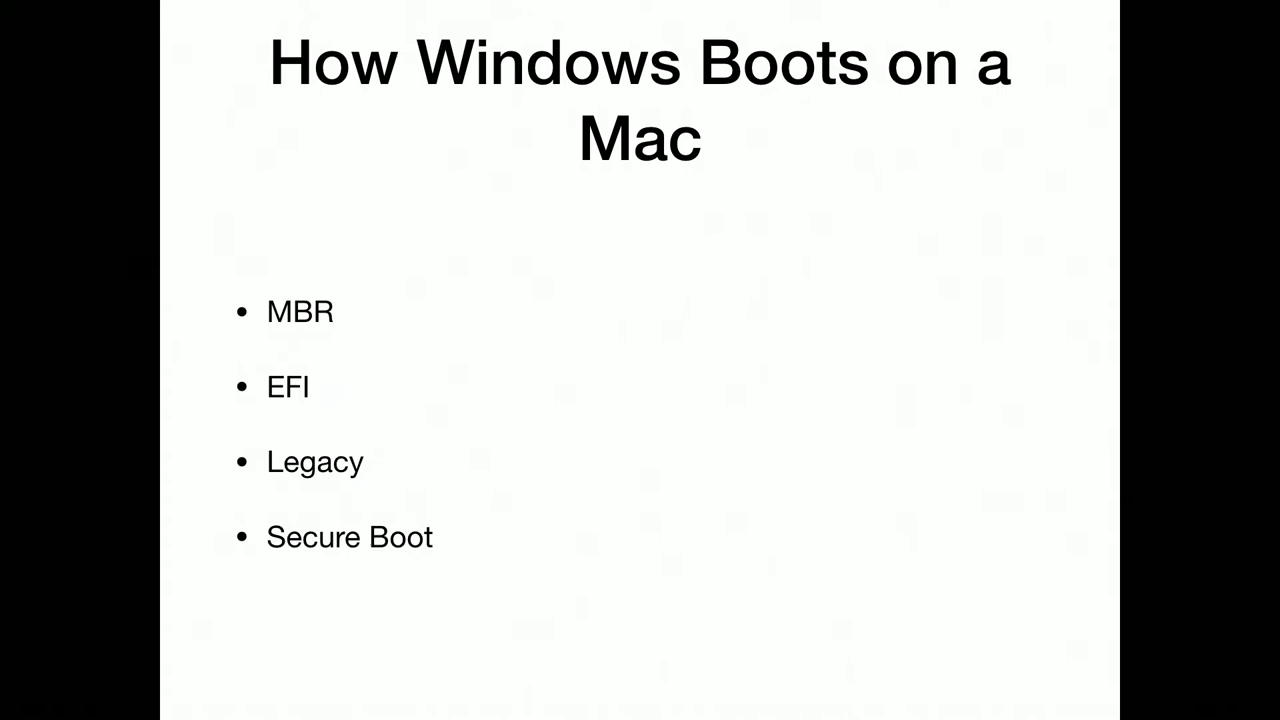 How Windows Boots on a
Mac
• MBR
• EFI
• Legacy
• Secure Boot